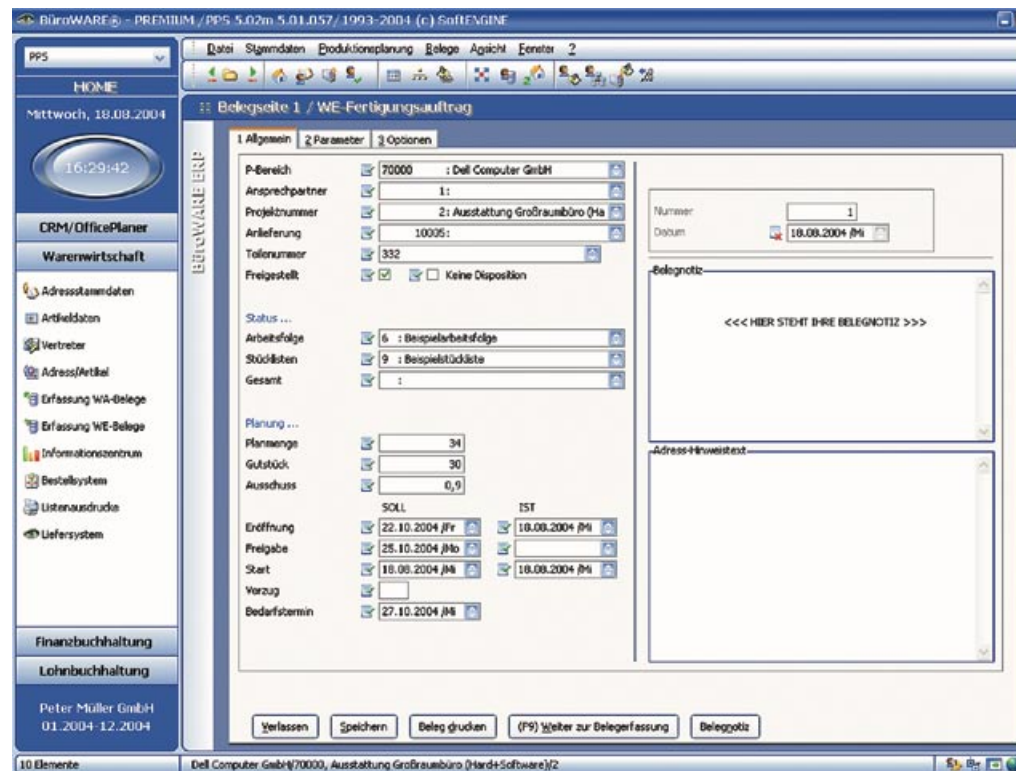 BüroWARE® - PREMIUM / PPS 5.02m 5.01.057/ 1993-2004 (c) SoftENGINE
PPS
HOME
Mittwoch, 18.08.2004
16:29:42
CRM/OfficePlaner
Warenwirtschaft
Adressstammdaten
Artikeldaten
Vertreter
Adress/Artikel
Erfassung WA-Belege
Erfassung WE-Belege
Informationszentrum
Bestellsystem
Listenausdrucke
Liefersystem
Finanzbuchhaltung
Lohnbuchhaltung
Peter Müller GmbH
01.2004-12.2004
10 Elemente
Datei Stammdaten Produktionsplanung Belege Ansicht Fenster ?
Belegseite 1 / WE-Fertigungsauftrag
BüroWARE ERP
1 Allgemein 2 Parameter 3 Optionen
P-Bereich 70000 : Dell Computer GmbH
Ansprechpartner 1:
Projektnummer 2: Ausstattung Großraumbüro (Ha
Anlieferung 10005:
Teilenummer 332
Freigestellt Keine Disposition
Status ...
Arbeitsfolge 6 : Beispielarbeitsfolge
Stücklisten 9 : Beispielstückliste
Gesamt :
Planung ...
Planmenge 34
Gutstück 30
Ausschuss 0,9
SOLL IST
Eröffnung 22.10.2004 /Fr 18.08.2004 /Mi
Freigabe 25.10.2004 /Mo
Start 18.08.2004 /Mi 18.08.2004 /Mi
Verzug
Bedarfstermin 27.10.2004 /Mi
Nummer 1
Datum 18.08.2004 /Mi
Belegnotiz
<<< HIER STEHT IHRE BELEGNOTIZ >>>
Adress-Hinweistext
Verlassen Speichern Beleg drucken (F9) Weiter zur Belegerfassung Belegnotiz
Dell Computer GmbH/70000, Ausstattung Großraumbüro (Hard+Software)/2